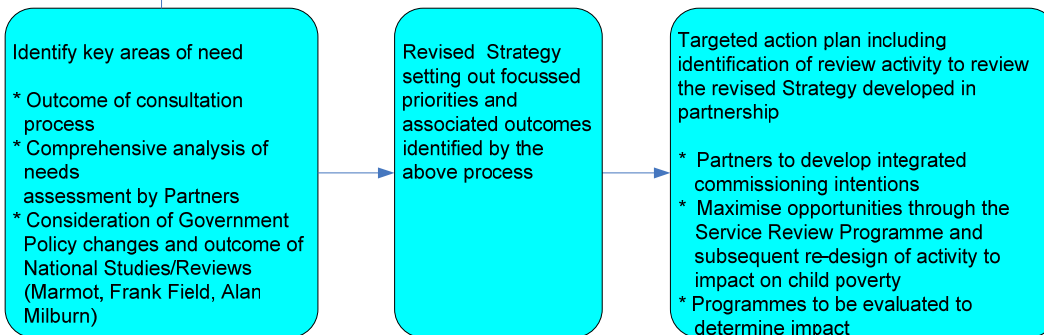 Identify key areas of need
* Outcome of consultation
process
* Comprehensive analysis of
needs
assessment by Partners
* Consideration of Government
Policy changes and outcome of
National Studies/Reviews
(Marmot, Frank Field, Alan
Milburn)
Revised Strategy
setting out focussed
priorities and
associated outcomes
identified by the
above process
Targeted action plan including
identification of review activity to review
the revised Strategy developed in
partnership
* Partners to develop integrated
commissioning intentions
* Maximise opportunities through the
Service Review Programme and
subsequent re-design of activity to
impact on child poverty
* Programmes to be evaluated to
determine impact